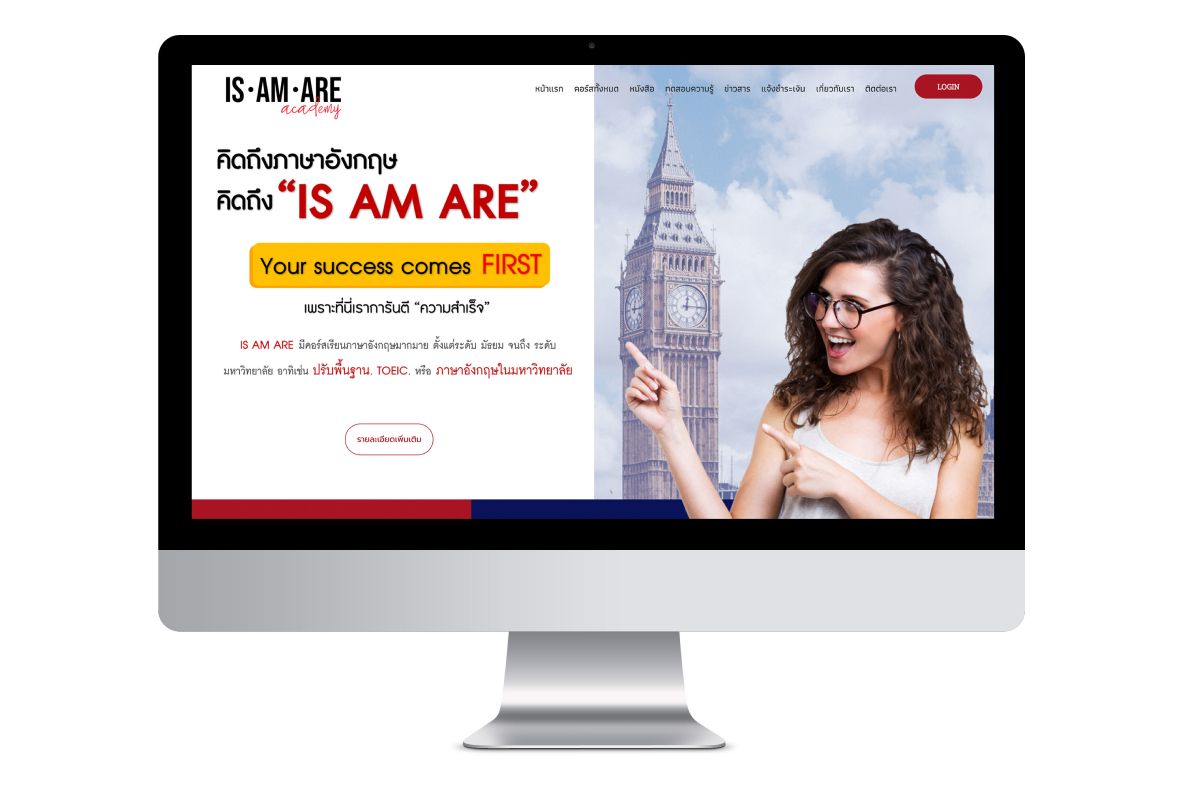 IS·AM·ARE
academy
หน้าแรก คอร์สทั้งหมด หนังสือ ทดสอบความรู้ ข่าวสาร แจ้งชำระเงิน เกี่ยวกับเรา ติดต่อเรา LOGIN
คิดถึงภาษาอังกฤษ
คิดถึง “IS AM ARE”
Your success comes FIRST
เพราะที่นี่เราการันตี “ความสำเร็จ”
IS AM ARE มีคอร์สเรียนภาษาอังกฤษมากมาย ตั้งแต่ระดับ มัธยม จนถึง ระดับ
มหาวิทยาลัย อาทิเช่น ปรับพื้นฐาน, TOEIC, หรือ ภาษาอังกฤษในมหาวิทยาลัย
รายละเอียดเพิ่มเติม